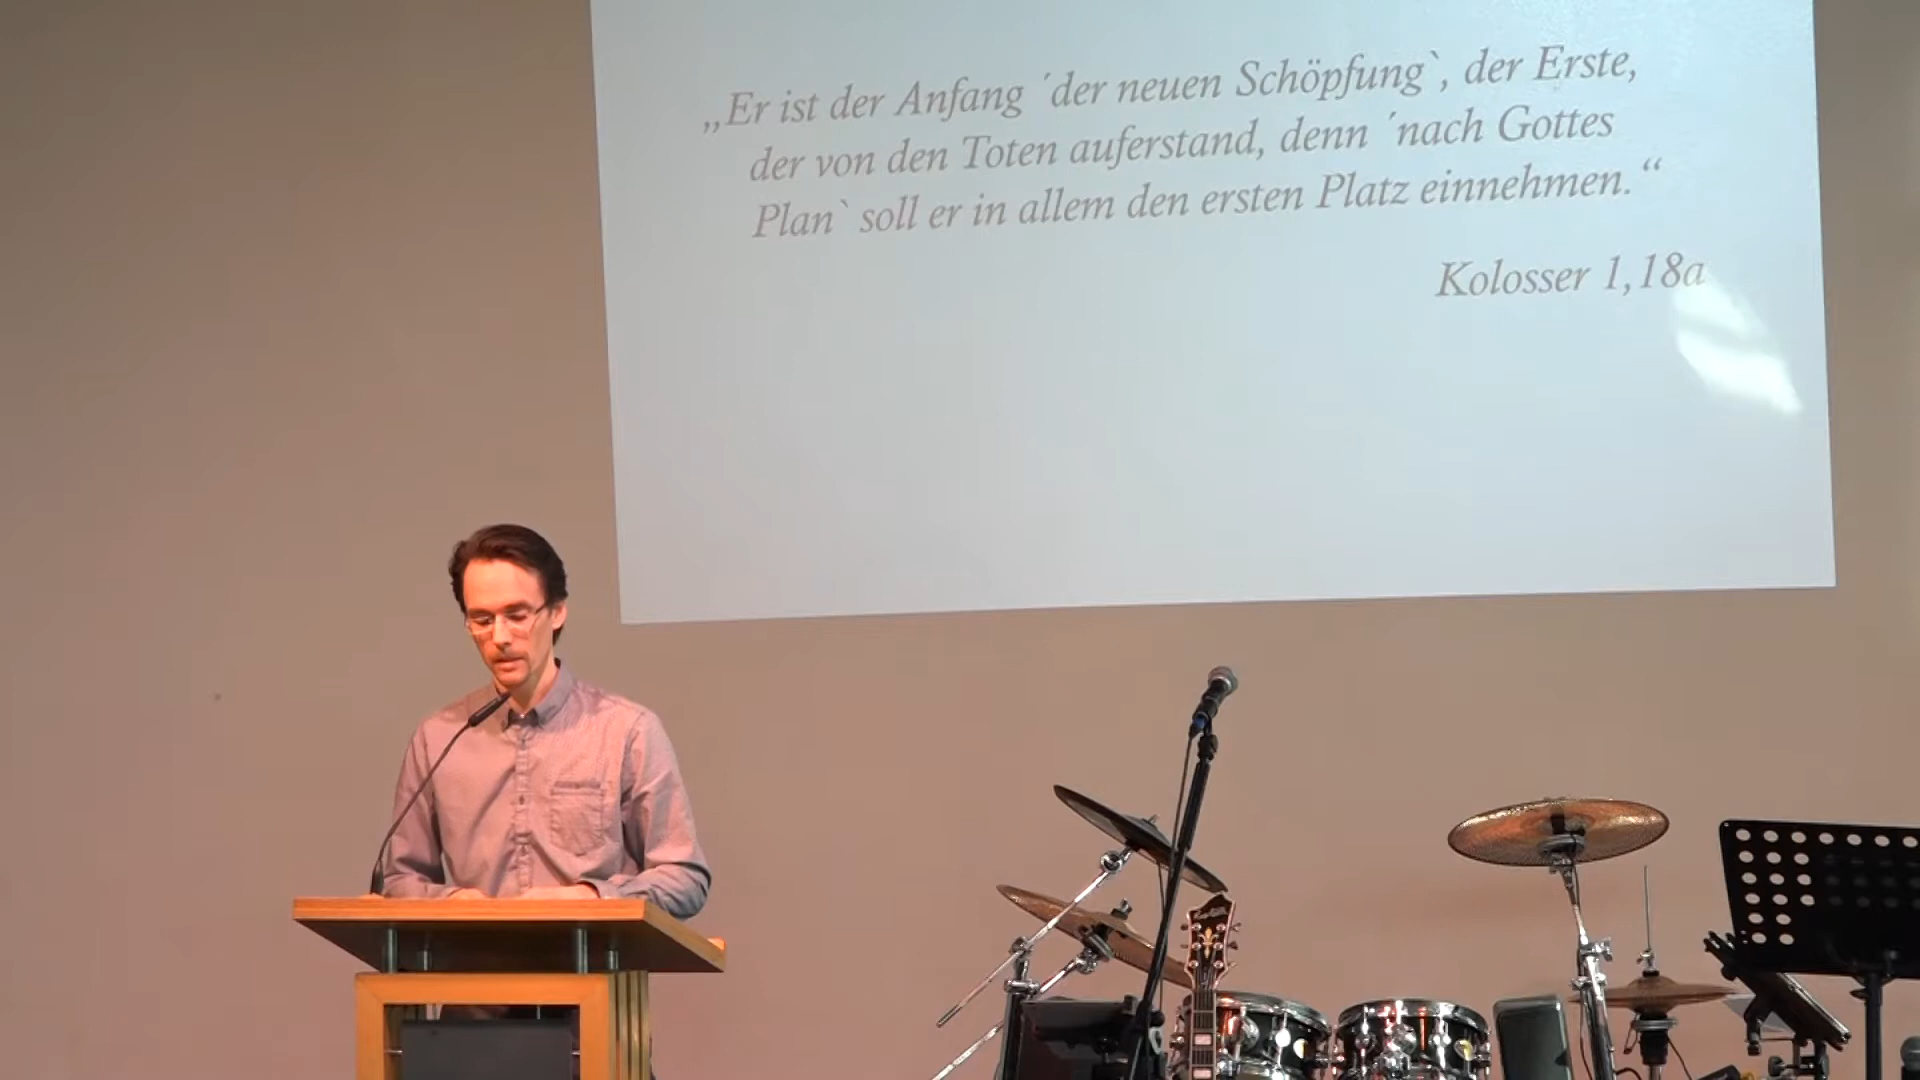 „Er ist der Anfang ´der neuen Schöpfung`, der Erste,
der von den Toten auferstand, denn ´nach Gottes
Plan` soll er in allem den ersten Platz einnehmen.“
Kolosser 1,18a